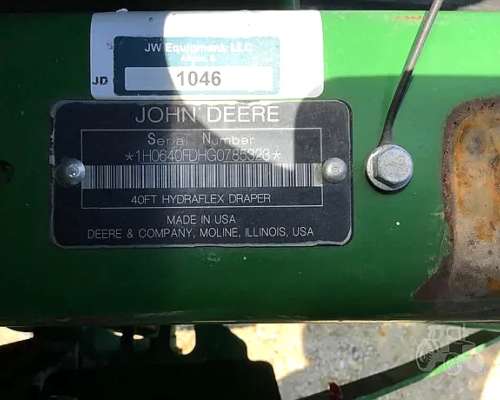 JW Equipment, LLC
JD
1046
JOHN DEERE
Serial Number
*1H0640FDHG0785323*
40FT HYDRAFLEX DRAPER
MADE IN USA
DEERE & COMPANY, MOLINE, ILLINOIS, USA